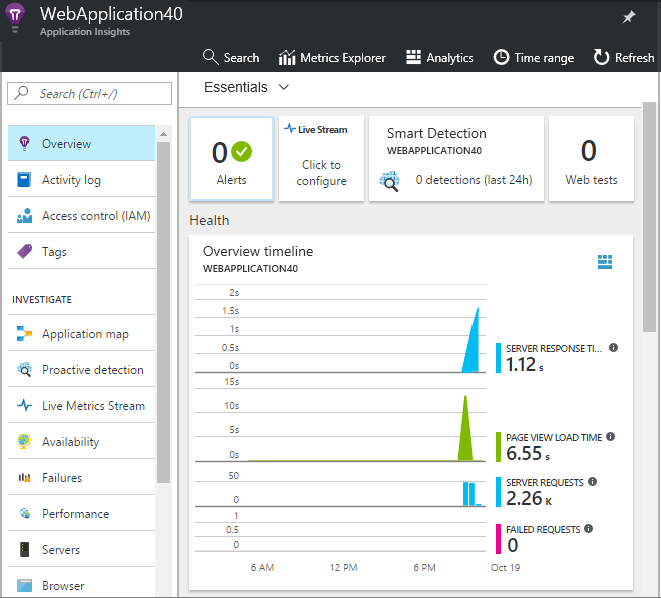 WebApplication40
Application Insights
Search
Metrics Explorer
Analytics
Time range
Refresh
Search (Ctrl+/)
Overview
Activity log
Access control (IAM)
Tags
INVESTIGATE
Application map
Proactive detection
Live Metrics Stream
Availability
Failures
Performance
Servers
Browser
Essentials
0
Alerts
Live Stream
Click to
configure
Smart Detection
WEBAPPLICATION40
0 detections (last 24h)
0
Web tests
Health
Overview timeline
WEBAPPLICATION40
2s
1.5s
1s
0.5s
0s
SERVER RESPONSE TI...
1.12 s
15s
10s
5s
0s
PAGE VIEW LOAD TIME
6.55 s
50
0
SERVER REQUESTS
2.26 K
1
0.5
0
FAILED REQUESTS
0
6 AM
12 PM
6 PM
Oct 19